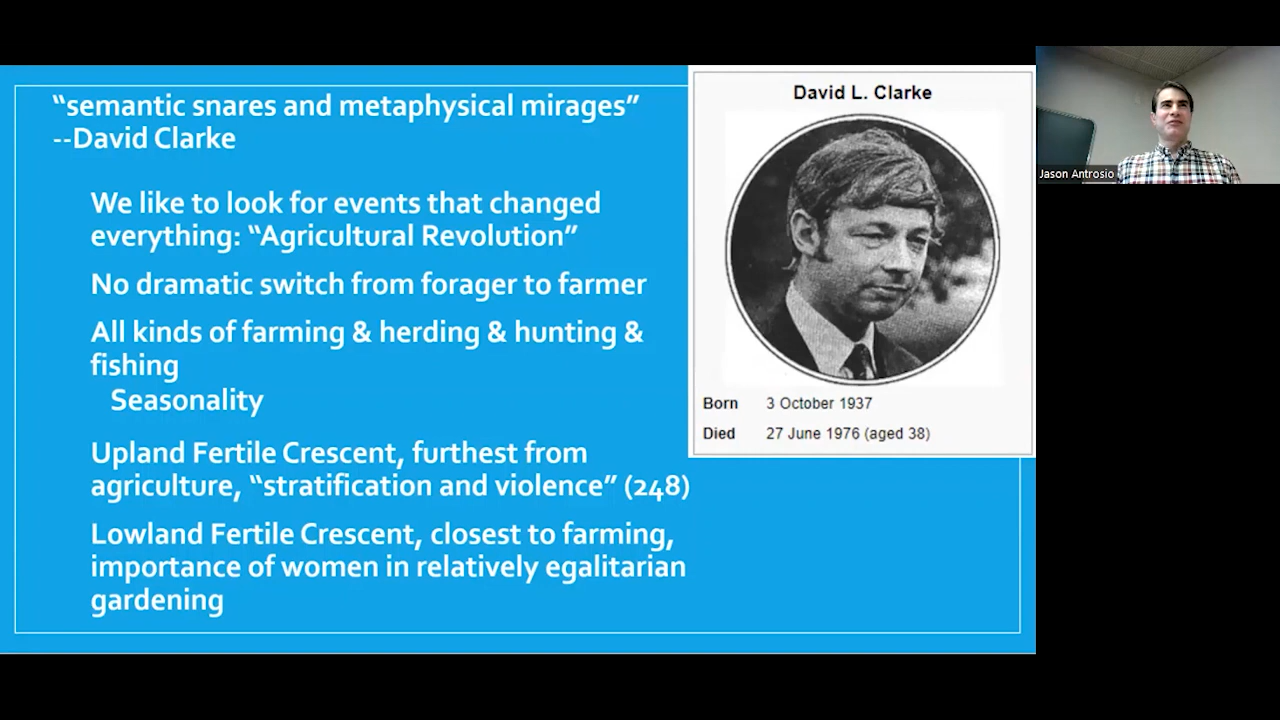 “semantic snares and metaphysical mirages”
--David Clarke
We like to look for events that changed
everything: “Agricultural Revolution”
No dramatic switch from forager to farmer
All kinds of farming & herding & hunting &
fishing
Seasonality
Upland Fertile Crescent, furthest from
agriculture, “stratification and violence” (248)
Lowland Fertile Crescent, closest to farming,
importance of women in relatively egalitarian
gardening
David L. Clarke
Born 3 October 1937
Died 27 June 1976 (aged 38)
Jason Antrosio